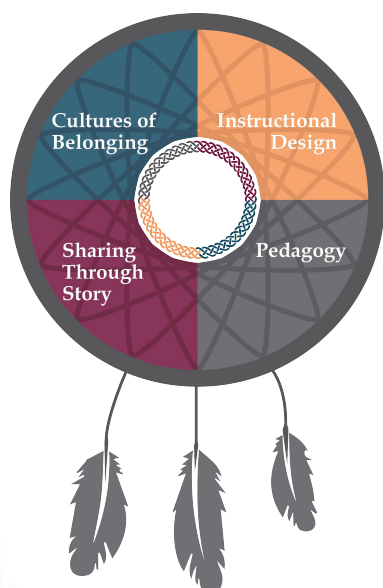 Cultures of
Belonging
Instructional
Design
Sharing
Through
Story
Pedagogy